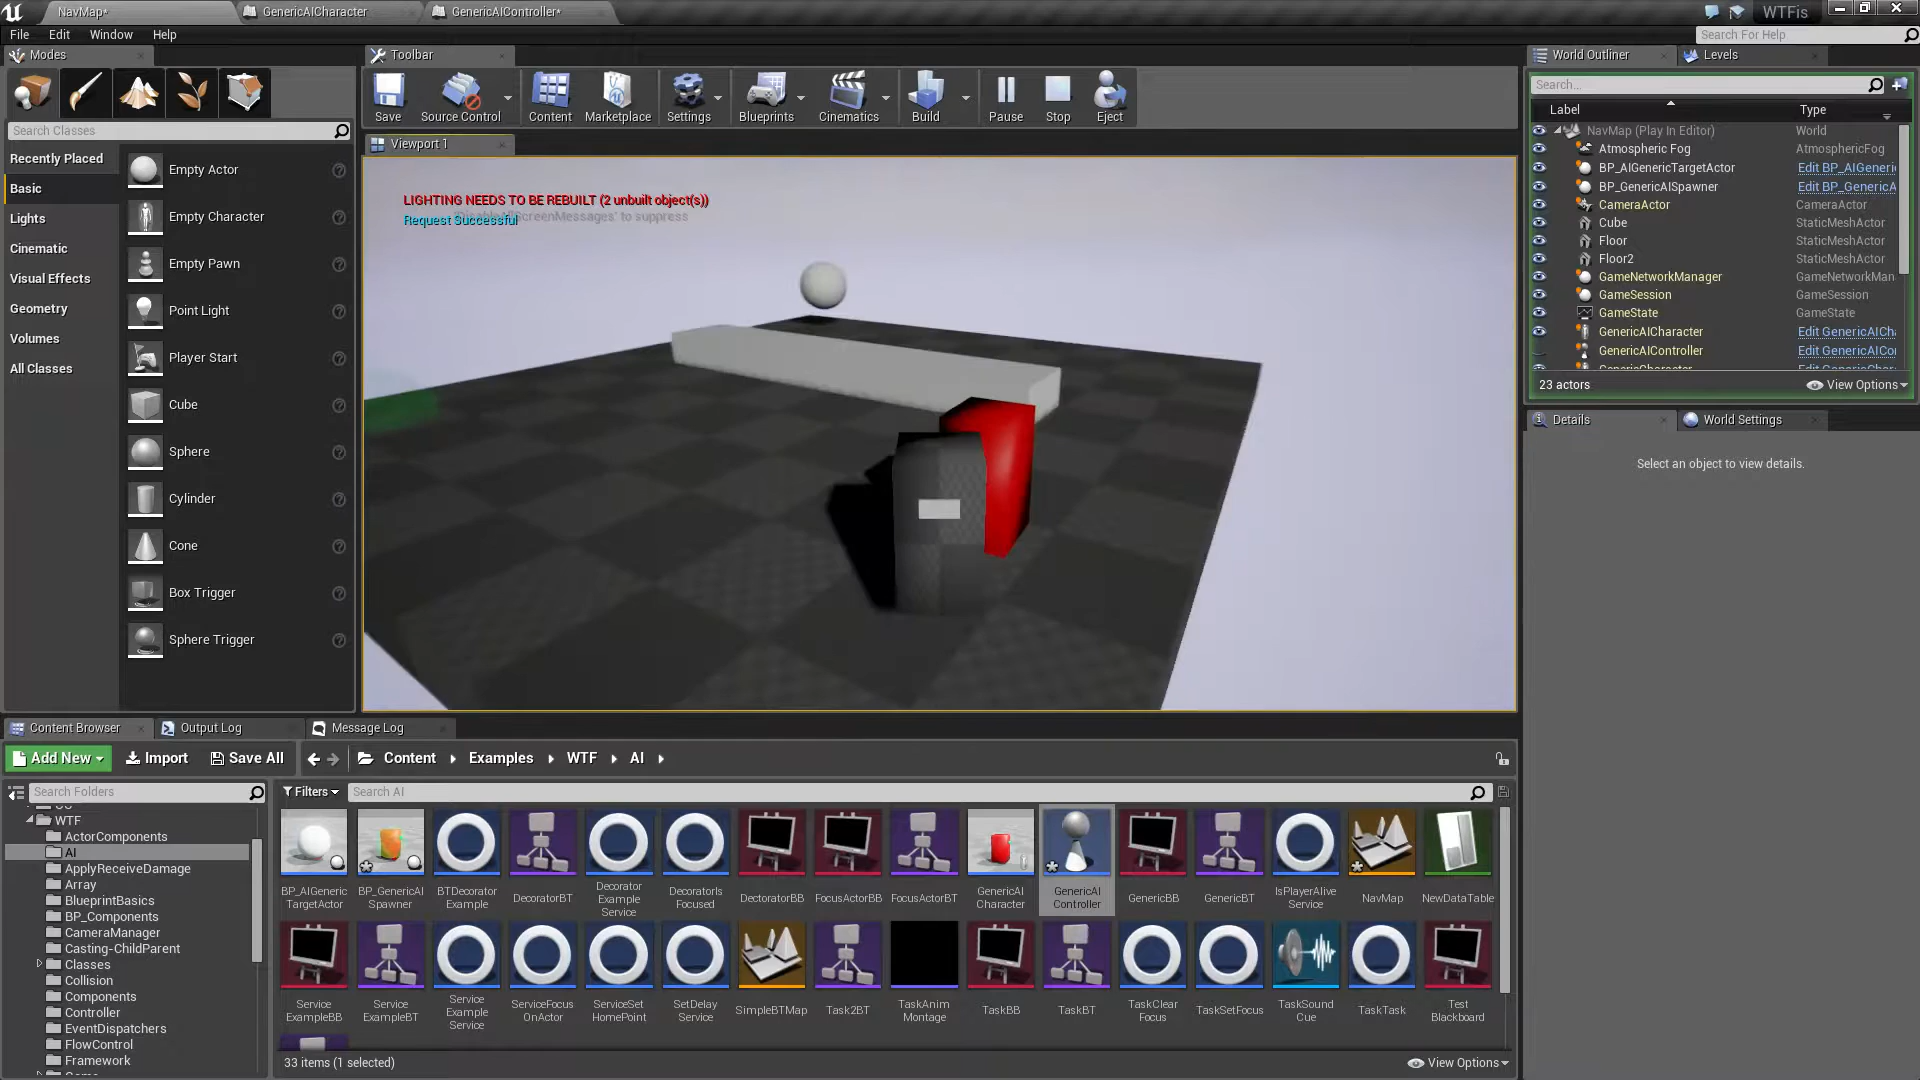 NavMap*
GenericAICharacter
GenericAIController*
WTFis
File Edit Window Help
Search For Help
Modes
Toolbar
World Outliner
Levels
Save
Source Control
Content
Marketplace
Settings
Blueprints
Cinematics
Build
Pause
Stop
Eject
Search Classes
Recently Placed
Basic
Lights
Cinematic
Visual Effects
Geometry
Volumes
All Classes
Empty Actor
Empty Character
Empty Pawn
Point Light
Player Start
Cube
Sphere
Cylinder
Cone
Box Trigger
Sphere Trigger
Viewport 1
LIGHTING NEEDS TO BE REBUILT (2 unbuilt object(s))
Request Successful
ScreenMessages' to suppress
Search...
Label Type
NavMap (Play In Editor) World
Atmospheric Fog AtmosphericFog
BP_AIGenericTargetActor Edit BP_AIGeneri
BP_GenericAISpawner Edit BP_GenericA
CameraActor CameraActor
Cube StaticMeshActor
Floor StaticMeshActor
Floor2 StaticMeshActor
GameNetworkManager GameNetworkMan
GameSession GameSession
GameState GameState
GenericAICharacter Edit GenericAICha
GenericAIController Edit GenericAICo
23 actors
View Options
Details
World Settings
Select an object to view details.
Content Browser
Output Log
Message Log
Add New
Import
Save All
Content
Examples
WTF
AI
Search Folders
Filters
Search AI
WTF
ActorComponents
AI
ApplyReceiveDamage
Array
BlueprintBasics
BP_Components
CameraManager
Casting-ChildParent
Classes
Collision
Components
Controller
EventDispatchers
FlowControl
Framework
BP_AIGeneric
TargetActor
BP_GenericAI
Spawner
BTDecorator
Example
DecoratorBT
Decorator
Example
Service
DecoratorIs
Focused
DectoratorBB
FocusActorBB
FocusActorBT
GenericAI
Character
GenericAI
Controller
GenericBB
GenericBT
IsPlayerAlive
Service
NavMap
NewDataTable
Service
ExampleBB
Service
ExampleBT
Service
Example
Service
ServiceFocus
OnActor
ServiceSet
HomePoint
SetDelay
Service
SimpleBTMap
Task2BT
TaskAnim
Montage
TaskBB
TaskBT
TaskClear
Focus
TaskSetFocus
TaskSound
Cue
TaskTask
Test
Blackboard
33 items (1 selected)
View Options